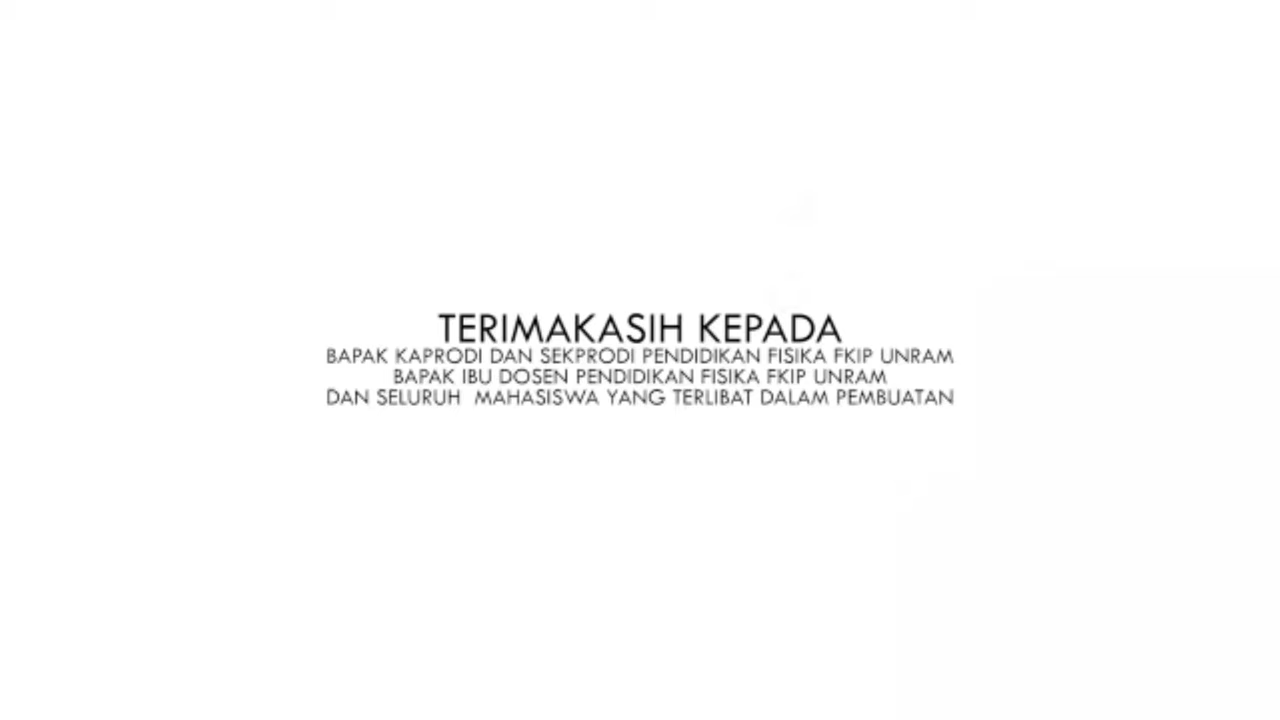 TERIMAKASIH KEPADA
BAPAK KAPRODI DAN SEKPRODI PENDIDIKAN FISIKA FKIP UNRAM
BAPAK IBU DOSEN PENDIDIKAN FISIKA FKIP UNRAM
DAN SELURUH  MAHASISWA YANG TERLIBAT DALAM PEMBUATAN